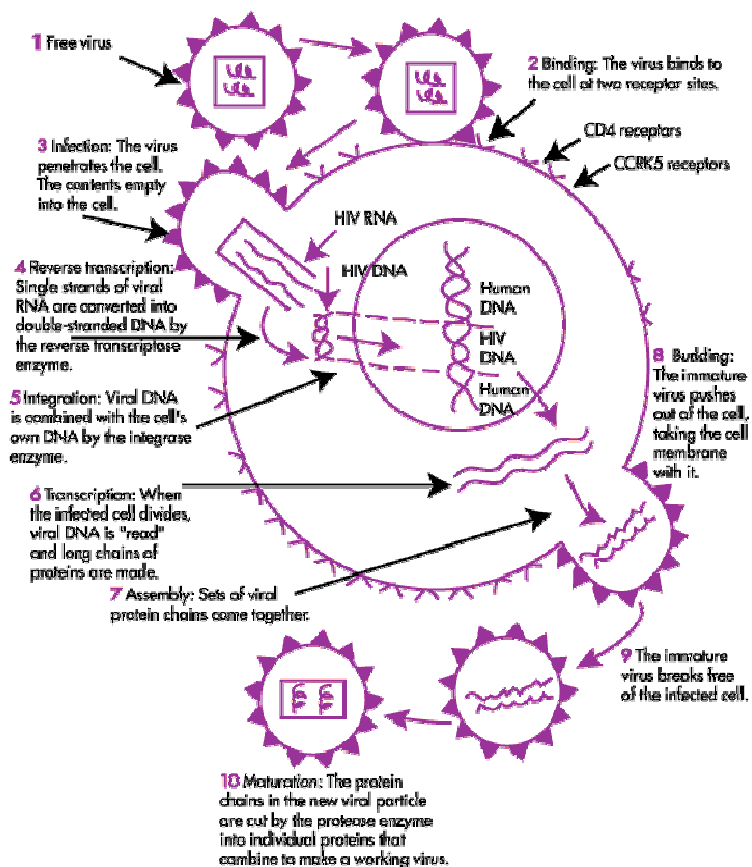 1 Free virus
2 Binding: The virus binds to
the cell at two receptor sites.
CD4 receptors
CCRK5 receptors
3 Infection: The virus
penetrates the cell.
The contents empty
into the cell.
HIV RNA
HIV DNA
4 Reverse transcription:
Single strands of viral
RNA are converted into
double-stranded DNA by
the reverse transcriptase
enzyme.
Human
DNA
HIV
DNA
Human
DNA
5 Integration: Viral DNA
is combined with the cell's
own DNA by the integrase
enzyme.
6 Transcription: When
the infected cell divides,
viral DNA is "read"
and long chains of
proteins are made.
7 Assembly: Sets of viral
protein chains come together.
8 Budding:
The immature
virus pushes
out of the cell,
taking the cell
membrane
with it.
9 The immature
virus breaks free
of the infected cell.
10 Maturation: The protein
chains in the new viral particle
are cut by the protease enzyme
into individual proteins that
combine to make a working virus.